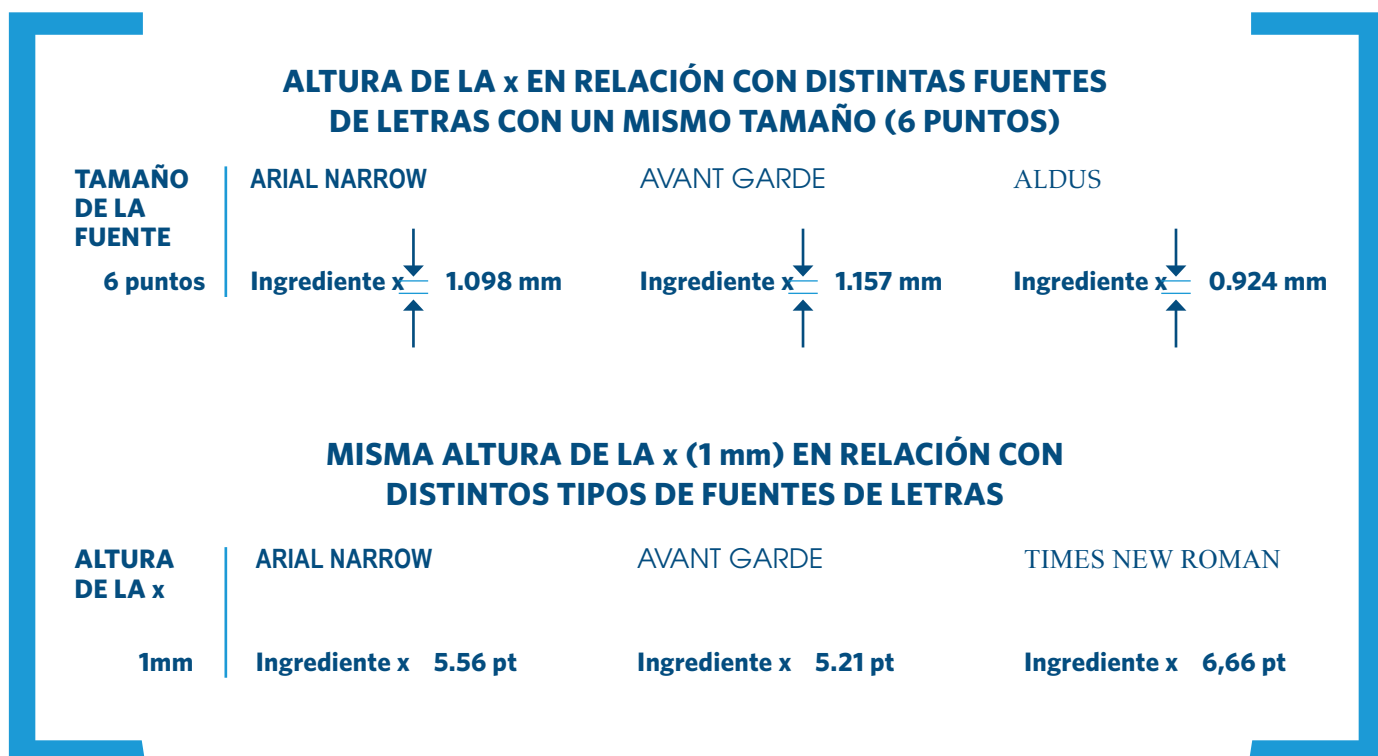 ALTURA DE LA x EN RELACIÓN CON DISTINTAS FUENTES
DE LETRAS CON UN MISMO TAMAÑO (6 PUNTOS)
TAMAÑO
DE LA
FUENTE
ARIAL NARROW
AVANT GARDE
ALDUS
6 puntos
Ingrediente x 1.098 mm
Ingrediente x 1.157 mm
Ingrediente x 0.924 mm
MISMA ALTURA DE LA x (1 mm) EN RELACIÓN CON
DISTINTOS TIPOS DE FUENTES DE LETRAS
ALTURA
DE LA x
ARIAL NARROW
AVANT GARDE
TIMES NEW ROMAN
1mm
Ingrediente x 5.56 pt
Ingrediente x 5.21 pt
Ingrediente x 6,66 pt